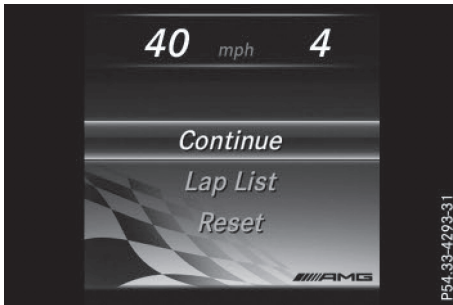 40 mph 4
Continue
Lap List
Reset
AMG
P54.33-4293-31